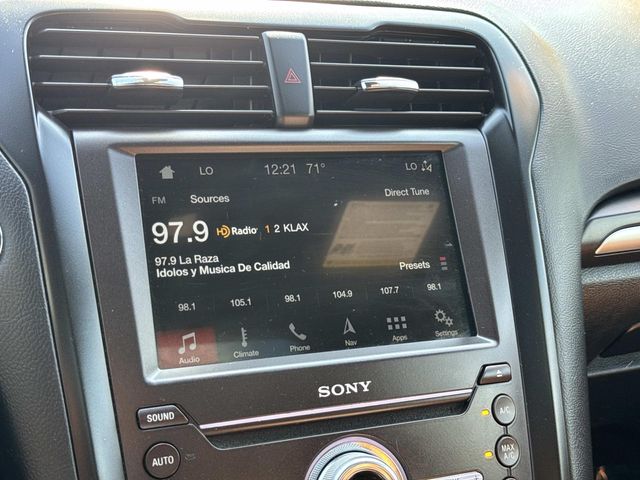 LO 12:21 71° LO
FM Sources Direct Tune
97.9 HD Radio 1 2 KLAX
97.9 La Raza
Idolos y Musica De Calidad
Presets
98.1 105.1 98.1 104.9 107.7 98.1
Audio Climate Phone Nav Apps Settings
SONY
SOUND
A/C
AUTO
MAX A/C